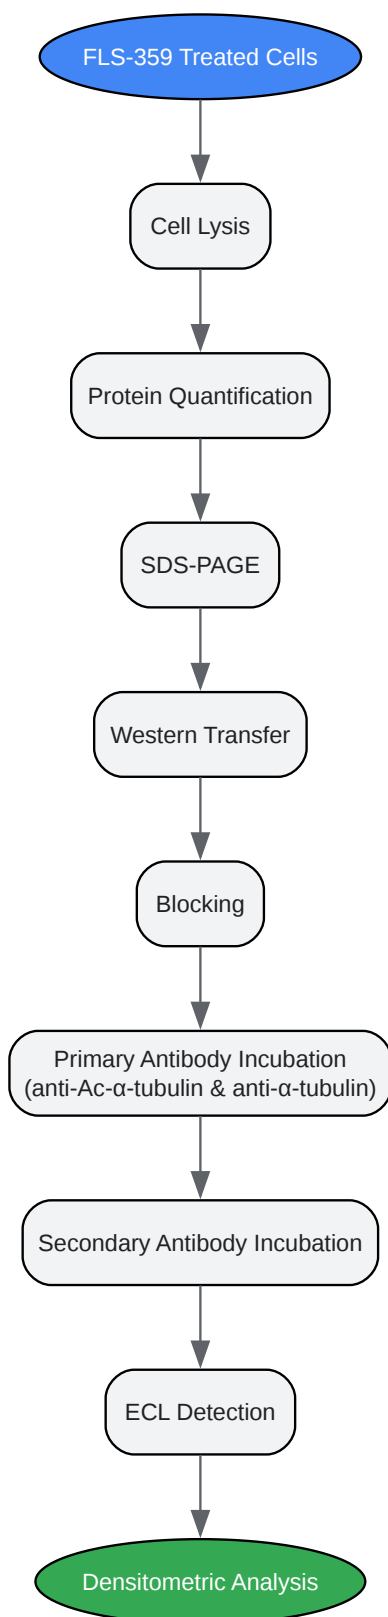 FLS-359 Treated Cells
Cell Lysis
Protein Quantification
SDS-PAGE
Western Transfer
Blocking
Primary Antibody Incubation
(anti-Ac-α-tubulin & anti-α-tubulin)
Secondary Antibody Incubation
ECL Detection
Densitometric Analysis